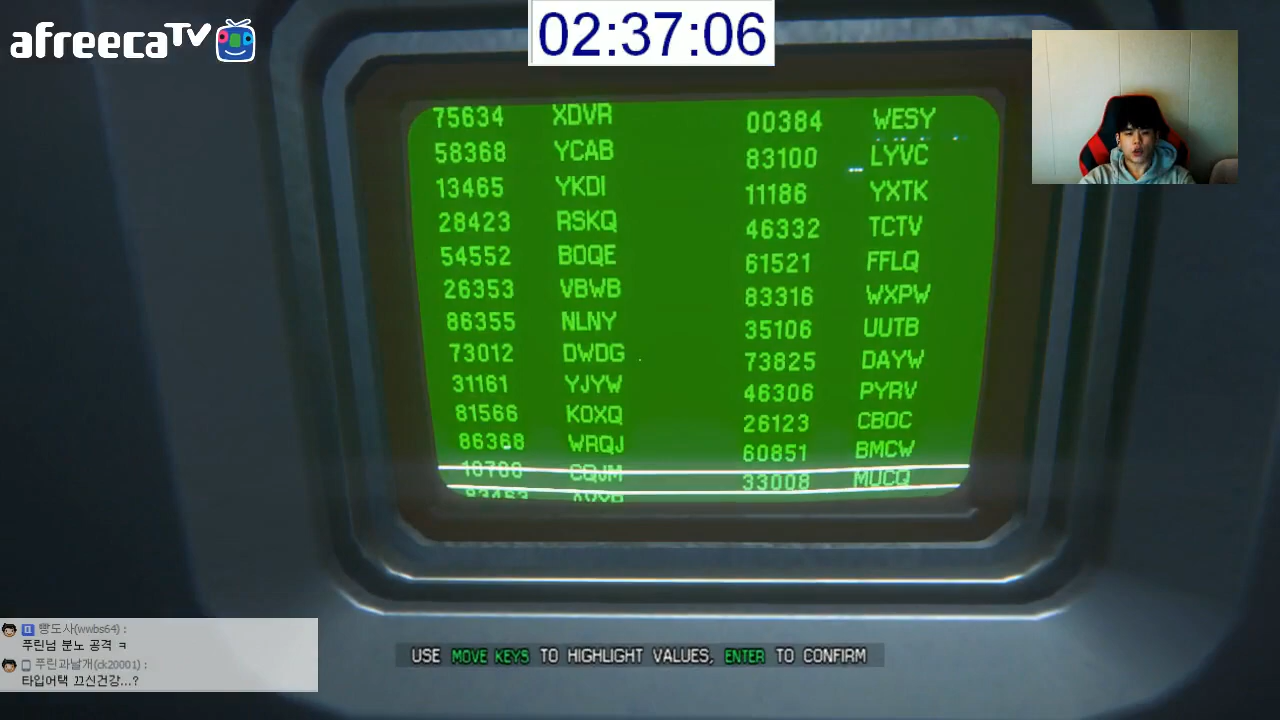 afreecaTV
02:37:06
75634 XDVR 00384 WESY
58368 YCAB 83100 LYVC
13465 YKDI 11186 YXTK
28423 RSKQ 46332 TCTV
54552 BOQE 61521 FFLQ
26353 VBWB 83316 WXPW
86355 NLNY 35106 UUTB
73012 DWDG 73825 DAYW
31161 YJYW 46306 PYRV
81566 KOXQ 26123 CBOC
86368 WRQJ 60851 BMCW
CQJM 33008 MUCQ
USE MOVE KEYS TO HIGHLIGHT VALUES, ENTER TO CONFIRM
빵도사(wwbs64) :
푸린님 분노 공격 ㅋ
푸린과날개(ck20001) :
타입어택 끄신건강...?